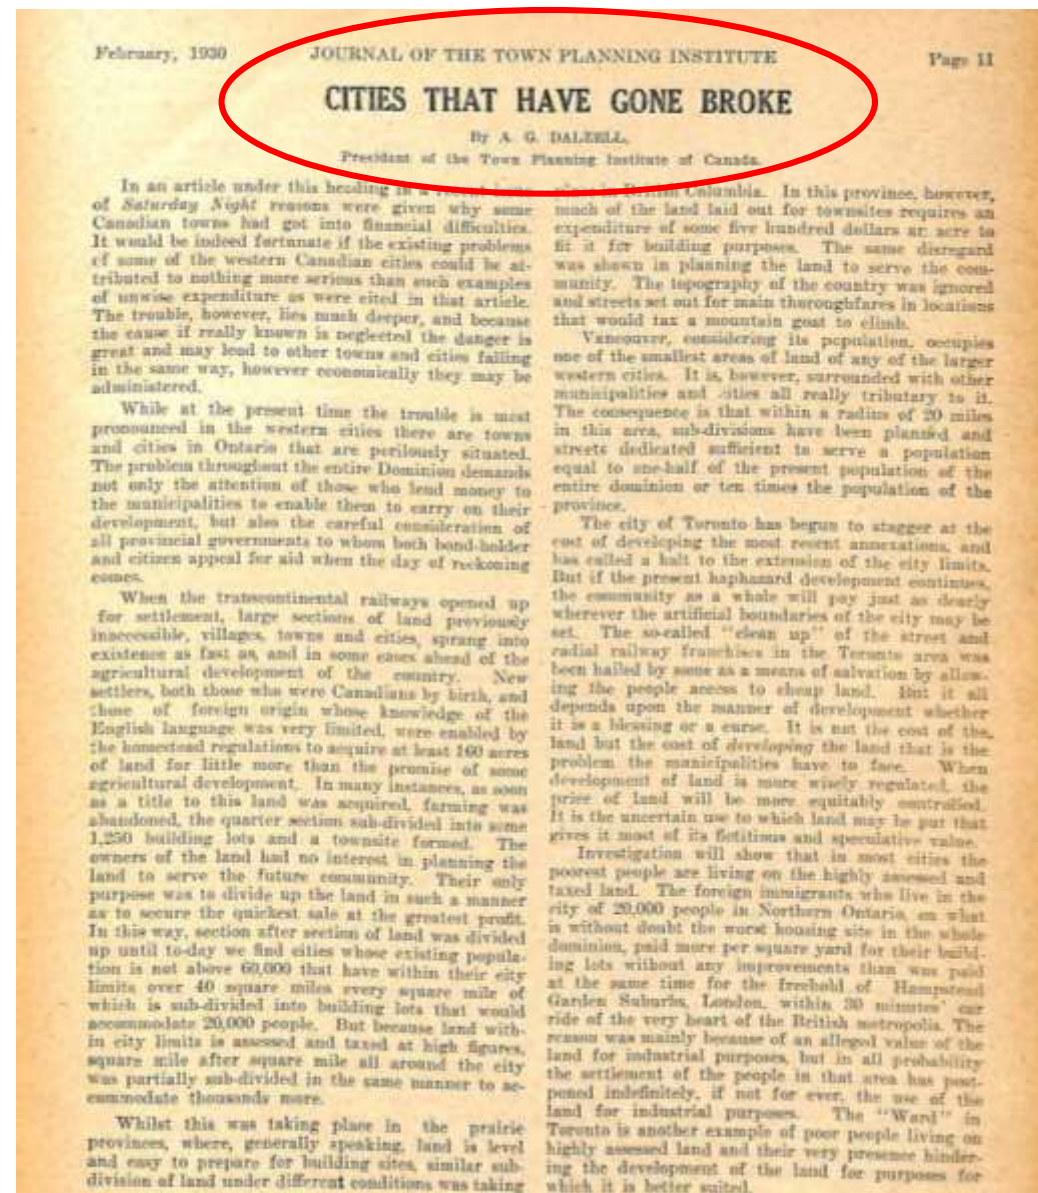 February, 1930
JOURNAL OF THE TOWN PLANNING INSTITUTE
Page 11
CITIES THAT HAVE GONE BROKE
By A. G. DALZELL,
President of the Town Planning Institute of Canada.
In an article under this heading in a recent issue
of Saturday Night reasons were given why some
Canadian towns had got into financial difficulties.
It would be indeed fortunate if the existing problems
of some of the western Canadian cities could be at-
tributed to nothing more serious than such examples
of unwise expenditure as were cited in that article.
The trouble, however, lies much deeper, and because
the cause if really known is neglected the danger is
great and may lead to other towns and cities falling
in the same way, however economically they may be
administered.
While at the present time the trouble is most
pronounced in the western cities there are towns
and cities in Ontario that are perilously situated.
The problem throughout the entire Dominion demands
not only the attention of those who lend money to
the municipalities to enable them to carry on their
development, but also the careful consideration of
all provincial governments to whom both bond-holder
and citizen appeal for aid when the day of reckoning
comes.
When the transcontinental railways opened up
for settlement, large sections of land previously
inaccessible, villages, towns and cities, sprang into
existence as fast as, and in some cases ahead of the
agricultural development of the country. New
settlers, both those who were Canadians by birth, and
those of foreign origin whose knowledge of the
English language was very limited, were enabled by
the homestead regulations to acquire at least 160 acres
of land for little more than the promise of some
agricultural development. In many instances, as soon
as a title to this land was acquired, farming was
abandoned, the quarter section sub-divided into some
1,250 building lots and a townsite formed. The
owners of the land had no interest in planning the
land to serve the future community. Their only
purpose was to divide up the land in such a manner
as to secure the quickest sale at the greatest profit.
In this way, section after section of land was divided
up until to-day we find cities whose existing popula-
tion is not above 60,000 that have within their city
limits over 40 square miles every square mile of
which is sub-divided into building lots that would
accommodate 20,000 people. But because land with-
in city limits is assessed and taxed at high figures,
square mile after square mile all around the city
was partially sub-divided in the same manner to ac-
commodate thousands more.
Whilst this was taking place in the prairie
provinces, where, generally speaking, land is level
and easy to prepare for building sites, similar sub-
division of land under different conditions was taking
place in British Columbia. In this province, however,
much of the land laid out for townsites requires an
expenditure of some five hundred dollars an acre to
fit it for building purposes. The same disregard
was shown in planning the land to serve the com-
munity. The topography of the country was ignored
and streets set out for main thoroughfares in locations
that would tax a mountain goat to climb.
Vancouver, considering its population, occupies
one of the smallest areas of land of any of the larger
western cities. It is, however, surrounded with other
municipalities and cities all really tributary to it.
The consequence is that within a radius of 20 miles
in this area, sub-divisions have been planned and
streets dedicated sufficient to serve a population
equal to one-half of the present population of the
entire dominion or ten times the population of the
province.
The city of Toronto has begun to stagger at the
cost of developing the most recent annexations, and
has called a halt to the extension of the city limits.
But if the present haphazard development continues,
the community as a whole will pay just as dearly
wherever the artificial boundaries of the city may be
set. The so-called "clean up" of the street and
radial railway franchises in the Toronto area was
been hailed by some as a means of salvation by allow-
ing the people access to cheap land. But it all
depends upon the manner of development whether
it is a blessing or a curse. It is not the cost of the
land but the cost of developing the land that is the
problem the municipalities have to face. When
development of land is more wisely regulated, the
price of land will be more equitably controlled.
It is the uncertain use to which land may be put that
gives it most of its fictitious and speculative value.
Investigation will show that in most cities the
poorest people are living on the highly assessed and
taxed land. The foreign immigrants who live in the
city of 20,000 people in Northern Ontario, on what
is without doubt the worst housing site in the whole
dominion, paid more per square yard for their build-
ing lots without any improvements than was paid
at the same time for the freehold of Hampstead
Garden Suburbs, London, within 30 minutes' car
ride of the very heart of the British metropolis. The
reason was mainly because of an alleged value of the
land for industrial purposes, but in all probability
the settlement of the people in that area has post-
poned indefinitely, if not for ever, the use of the
land for industrial purposes. The "Ward" in
Toronto is another example of poor people living on
highly assessed land and their very presence hinder-
ing the development of the land for purposes for
which it is better suited.